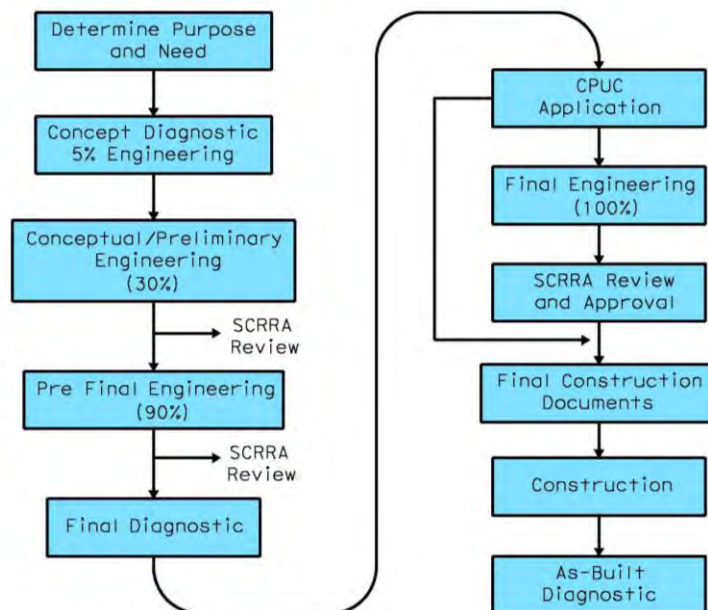 Determine Purpose
and Need
Concept Diagnostic
5% Engineering
Conceptual/Preliminary
Engineering
(30%)
SCRRA
Review
Pre Final Engineering
(90%)
SCRRA
Review
Final Diagnostic
CPUC
Application
Final Engineering
(100%)
SCRRA Review
and Approval
Final Construction
Documents
Construction
As-Built
Diagnostic